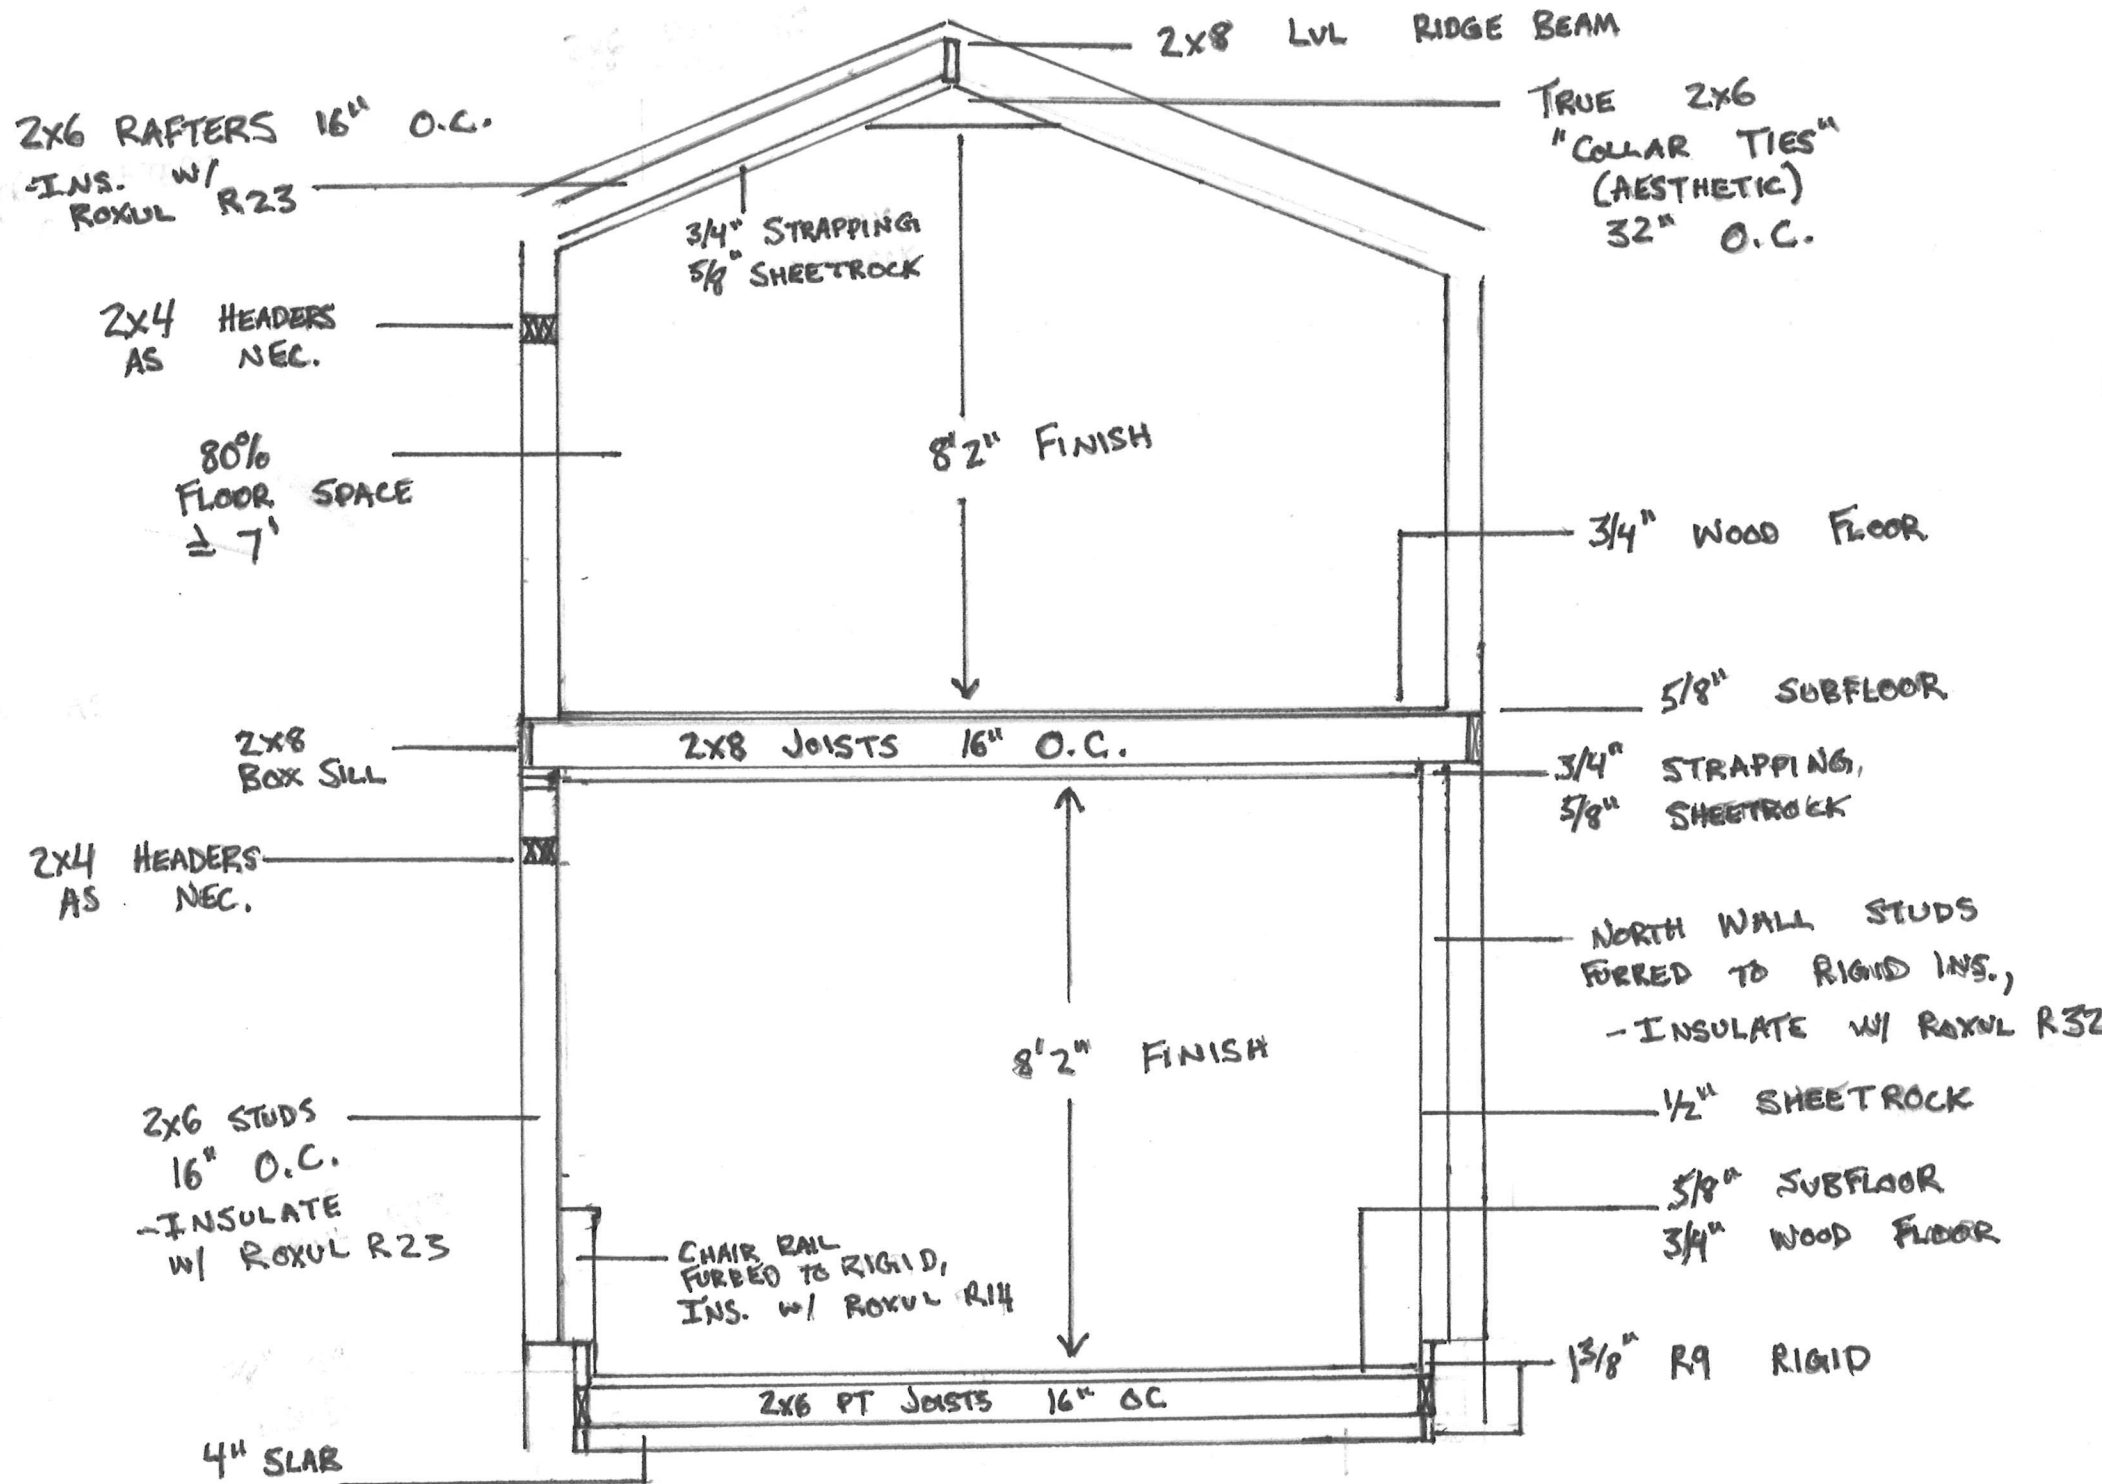 2x8 LVL RIDGE BEAM
TRUE 2x6
"COLLAR TIES"
(AESTHETIC)
32" O.C.
2x6 RAFTERS 16" O.C.
-INS. W/
ROXUL R23
3/4" STRAPPING
5/8" SHEETROCK
2x4 HEADERS
AS NEC.
80%
FLOOR SPACE
≥ 7'
8'2" FINISH
3/4" WOOD FLOOR
5/8" SUBFLOOR
2x8
BOX SILL
2x8 JOISTS 16" O.C.
3/4" STRAPPING,
5/8" SHEETROCK
2x4 HEADERS
AS NEC.
NORTH WALL STUDS
FURRED TO RIGID INS.,
-INSULATE W/ ROXUL R32
8'2" FINISH
1/2" SHEETROCK
2x6 STUDS
16" O.C.
-INSULATE
W/ ROXUL R23
5/8" SUBFLOOR
3/4" WOOD FLOOR
CHAIR RAIL
FURRED TO RIGID,
INS. W/ ROXUL R14
1 3/8" R9 RIGID
2x6 PT JOISTS 16" OC
4" SLAB